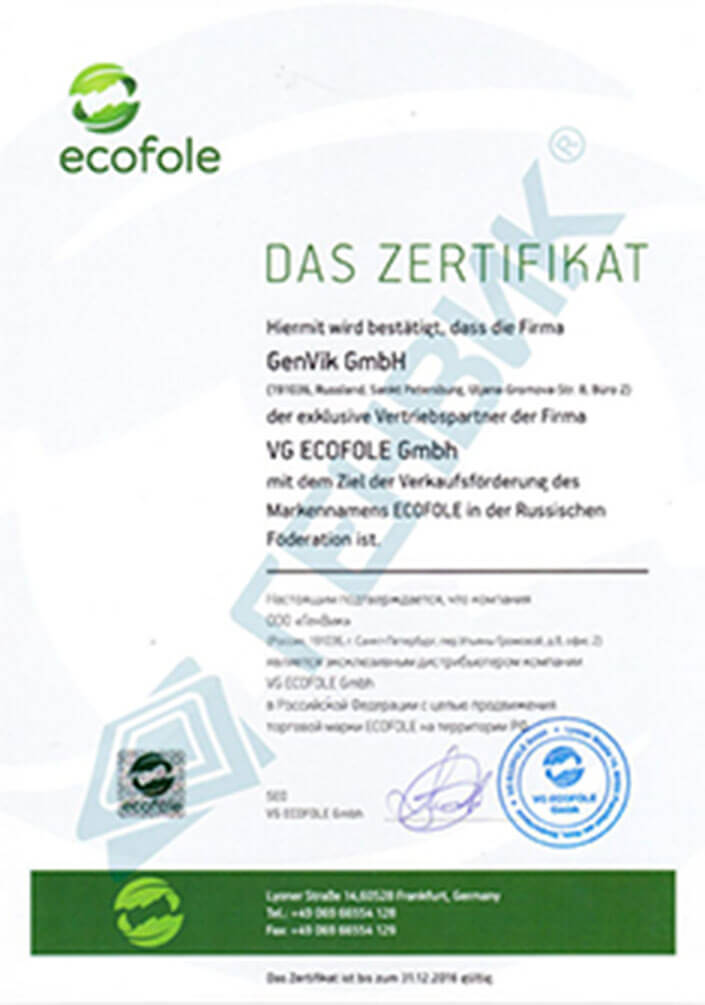 ecofole
DAS ZERTIFIKAT
Hiermit wird bestätigt, dass die Firma
GenVik GmbH
(191036, Russland, Sankt Petersburg, Uljana-Gromova-Str. 8, Büro 2)
der exklusive Vertriebspartner der Firma
VG ECOFOLE Gmbh
mit dem Ziel der Verkaufsförderung des
Markennamens ECOFOLE in der Russischen
Föderation ist.
Настоящим подтверждается, что компания
ООО «ГенВик»
(Россия, 191036, г. Санкт-Петербург, пер.Ульяны Громовой, д.8, офис 2)
является эксклюзивным дистрибьютером компании
VG ECOFOLE Gmbh
в Российской Федерации с целью продвижения
торговой марки ECOFOLE на территории РФ
ГЕНВИК®
ecofole
VG ECOFOLE Gmbh
VG ECOFOLE
Gmbh
Lyoner Straße 14,60528 Frankfurt, Germany
Tel.: +49 069 66554 128
Fax: +49 069 66554 129
Das Zertifikat ist bis zum 31.12.2016 gültig